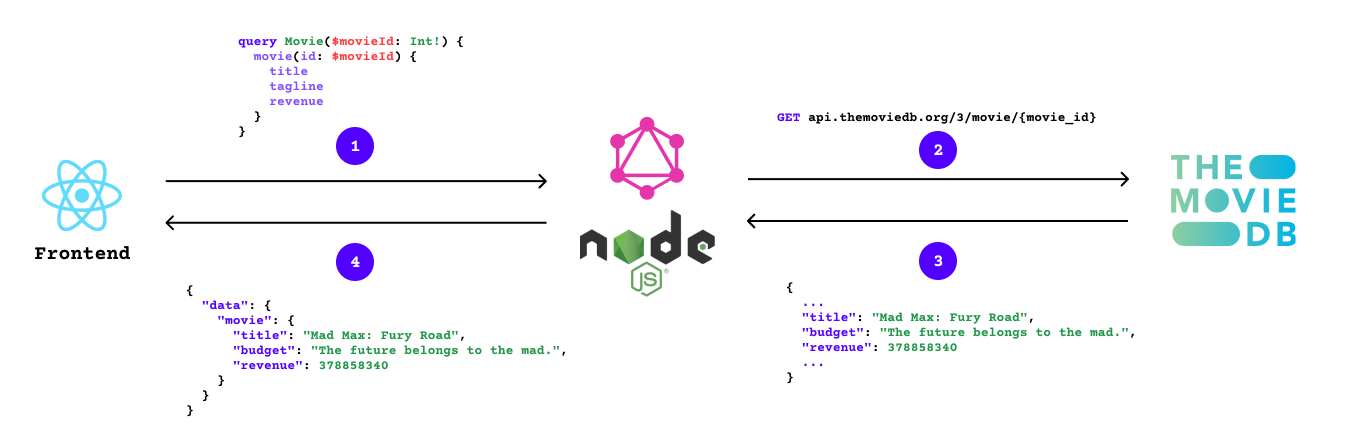 query Movie($movieId: Int!) {
movie(id: $movieId) {
title
tagline
revenue
}
}
1
Frontend
4
{
"data": {
"movie": {
"title": "Mad Max: Fury Road",
"budget": "The future belongs to the mad.",
"revenue": 378858340
}
}
}
node
JS
®
GET api.themoviedb.org/3/movie/{movie_id}
2
3
{
...
"title": "Mad Max: Fury Road",
"budget": "The future belongs to the mad.",
"revenue": 378858340
...
}
THE
MOVIE
DB